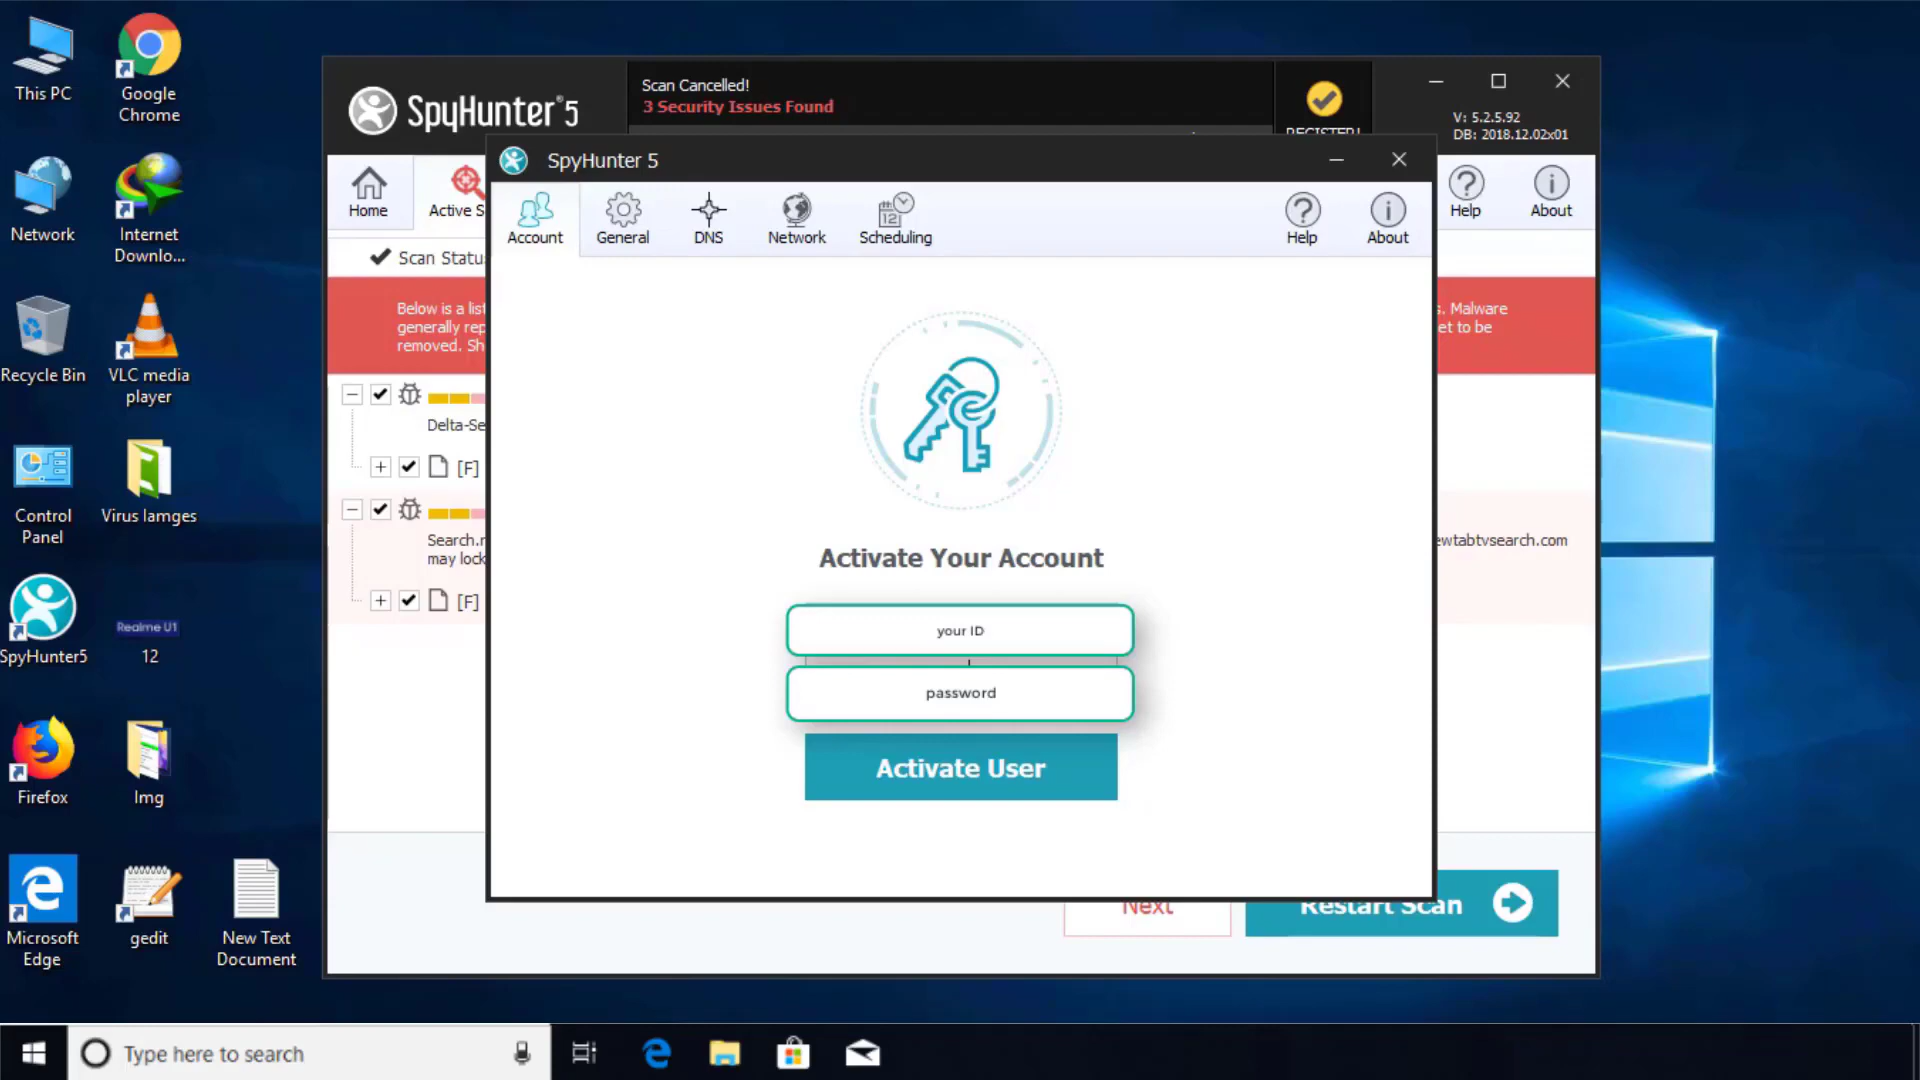 This PC
Google
Chrome
Network
Internet
Downlo...
Recycle Bin
VLC media
player
Control
Panel
Virus Iamges
SpyHunter5
Realme U1
12
Firefox
Img
Microsoft
Edge
gedit
New Text
Document
SpyHunter®5
Scan Cancelled!
3 Security Issues Found
REGISTER!
V: 5.2.5.92
DB: 2018.12.02x01
Home
Active S
Help
About
Scan Statu
Below is a list
generally rep
removed. Sh
s. Malware
et to be
Delta-Se
[F]
Search.r
may lock
ewtabtvsearch.com
[F]
SpyHunter 5
Account
General
DNS
12
Network
Scheduling
Help
About
Activate Your Account
your ID
password
Activate User
Next
Restart Scan
Type here to search